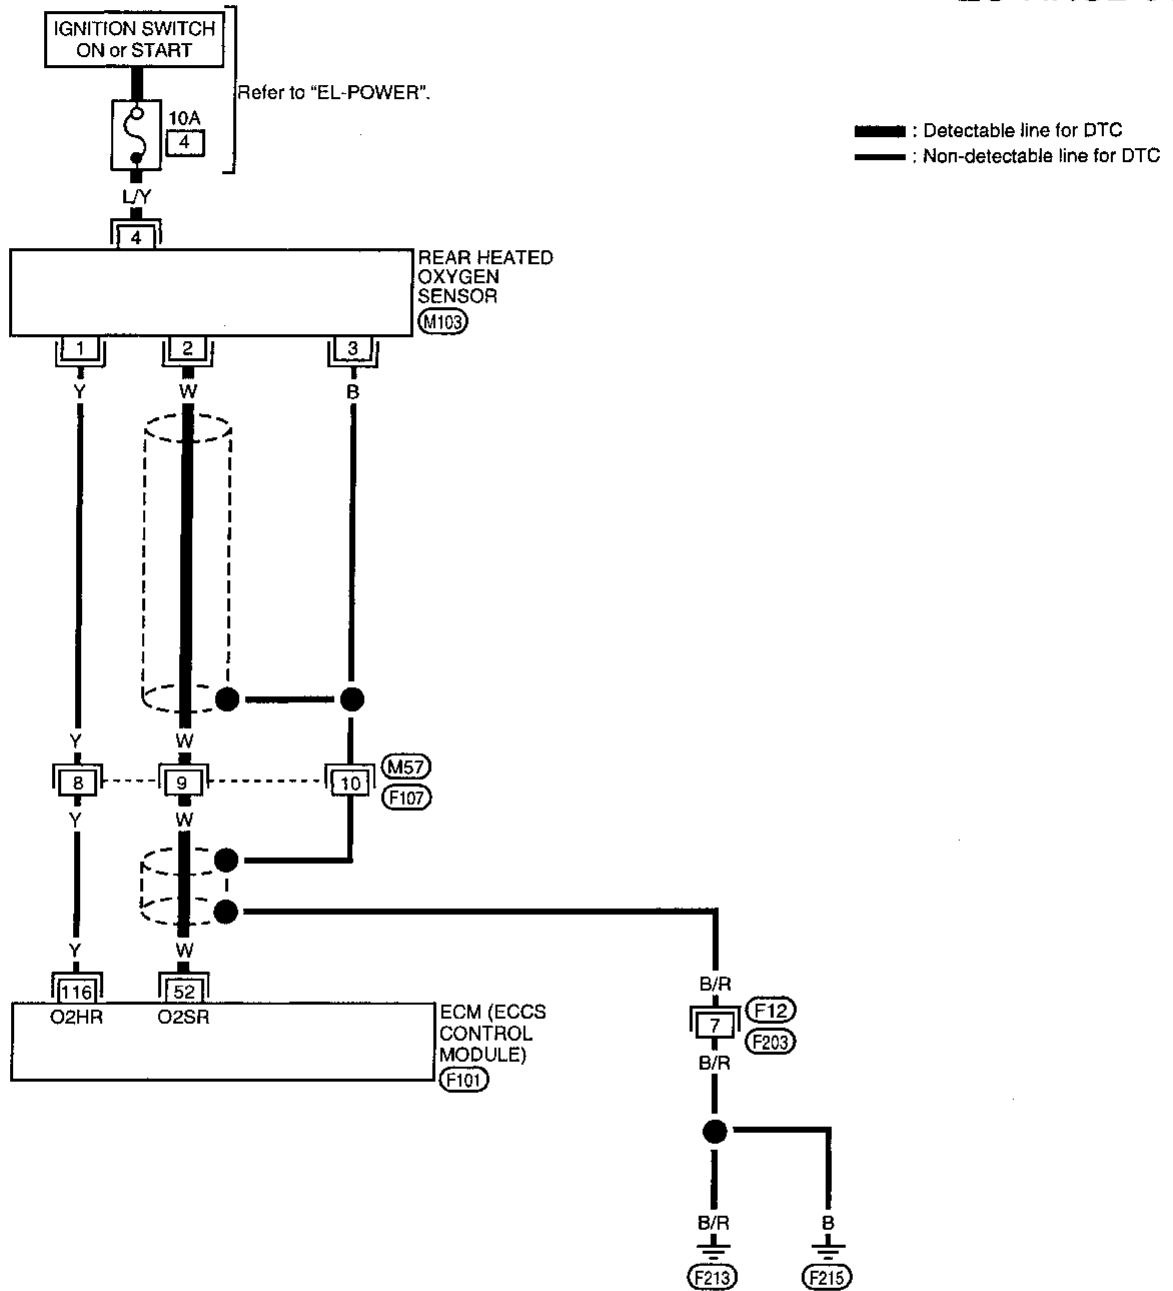 IGNITION SWITCH
ON or START
Refer to "EL-POWER".
10A
4
: Detectable line for DTC
: Non-detectable line for DTC
L/Y
4
REAR HEATED
OXYGEN
SENSOR
M103
1 2 3
Y W B
Y W
8 9 10 M57
F107
Y W
Y W
116 52
O2HR O2SR
ECM (ECCS
CONTROL
MODULE)
F101
B/R
7 F12
F203
B/R
B/R B
F213 F215